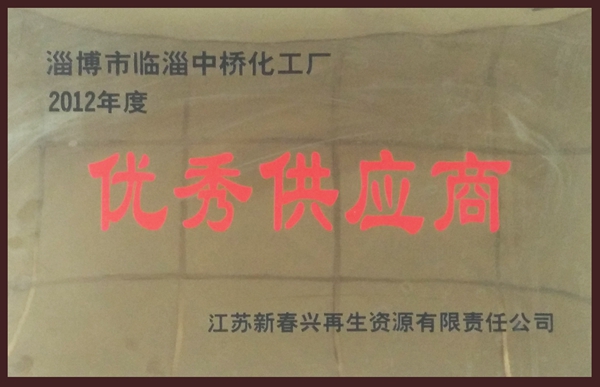 淄博市临淄中桥化工厂
2012年度
优秀供应商
江苏新春兴再生资源有限责任公司